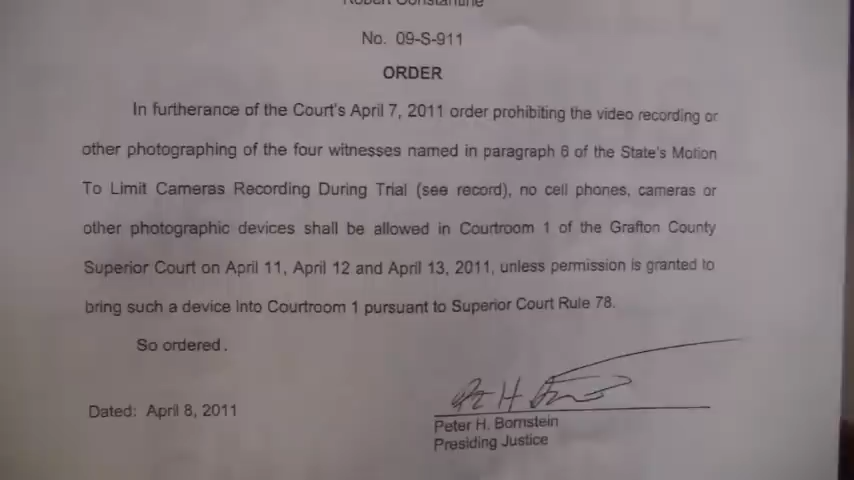 Robert Constantine
No. 09-S-911
ORDER
In furtherance of the Court's April 7, 2011 order prohibiting the video recording or
other photographing of the four witnesses named in paragraph 6 of the State's Motion
To Limit Cameras Recording During Trial (see record), no cell phones, cameras or
other photographic devices shall be allowed in Courtroom 1 of the Grafton County
Superior Court on April 11, April 12 and April 13, 2011, unless permission is granted to
bring such a device into Courtroom 1 pursuant to Superior Court Rule 78.
So ordered.
Dated: April 8, 2011
Peter H. Bornstein
Presiding Justice